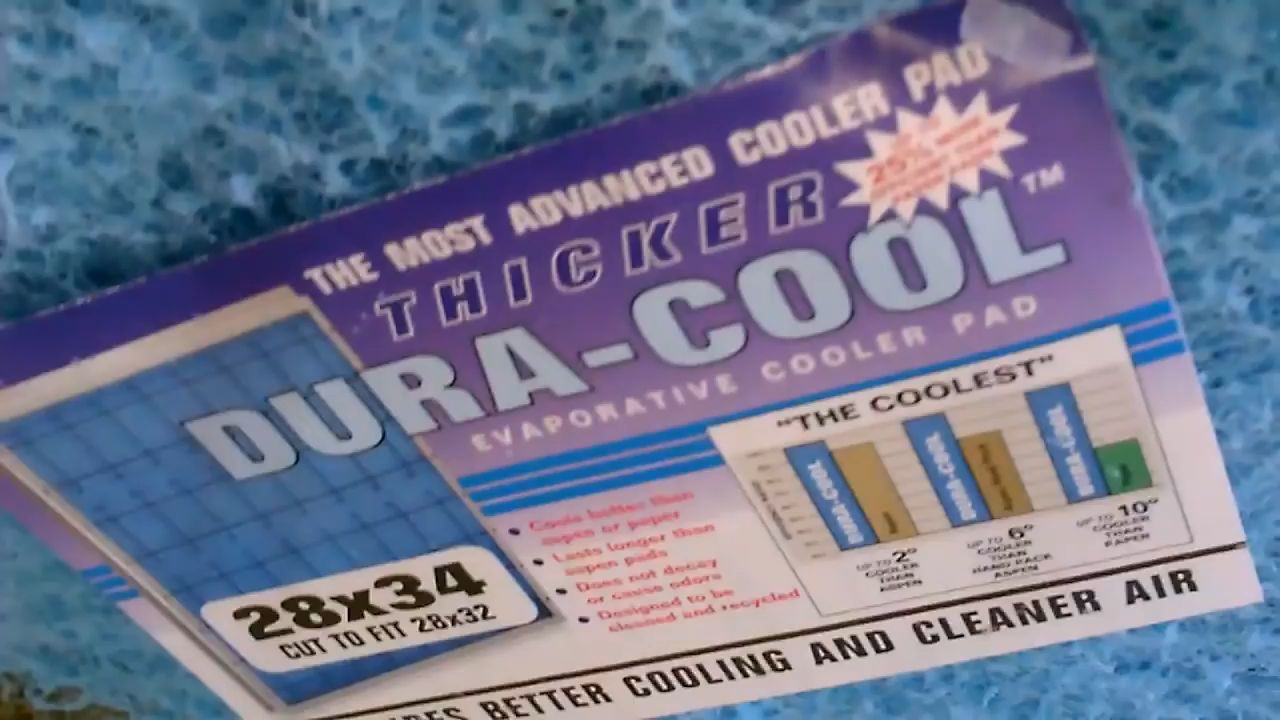 THE MOST ADVANCED COOLER PAD
THICKER
25%
DURA-COOL™
EVAPORATIVE COOLER PAD
"THE COOLEST"
DURA-COOL
DURA-COOL
DURA-COOL
UP TO 2°
COOLER
THAN
ASPEN
UP TO 6°
COOLER
THAN
HAND PACK
ASPEN
UP TO 10°
COOLER
THAN
PAPER
• Cools better than
aspen or paper
• Lasts longer than
aspen pads
• Does not decay
or cause odors
• Designed to be
cleaned and recycled
28x34
CUT TO FIT 28x32
BETTER COOLING AND CLEANER AIR